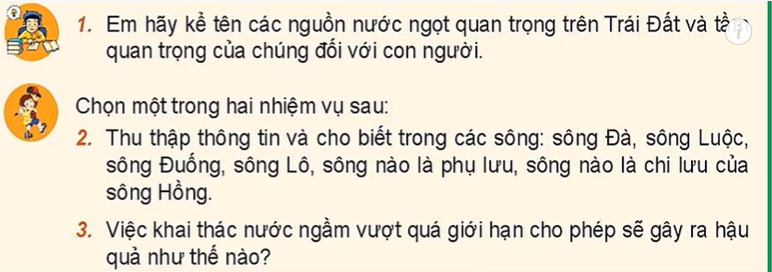 1. Em hãy kể tên các nguồn nước ngọt quan trọng trên Trái Đất và
quan trọng của chúng đối với con người.
Chọn một trong hai nhiệm vụ sau:
2. Thu thập thông tin và cho biết trong các sông: sông Đà, sông Luộc,
sông Đuống, sông Lô, sông nào là phụ lưu, sông nào là chi lưu của
sông Hồng.
3. Việc khai thác nước ngầm vượt quá giới hạn cho phép sẽ gây ra hậu
quả như thế nào?